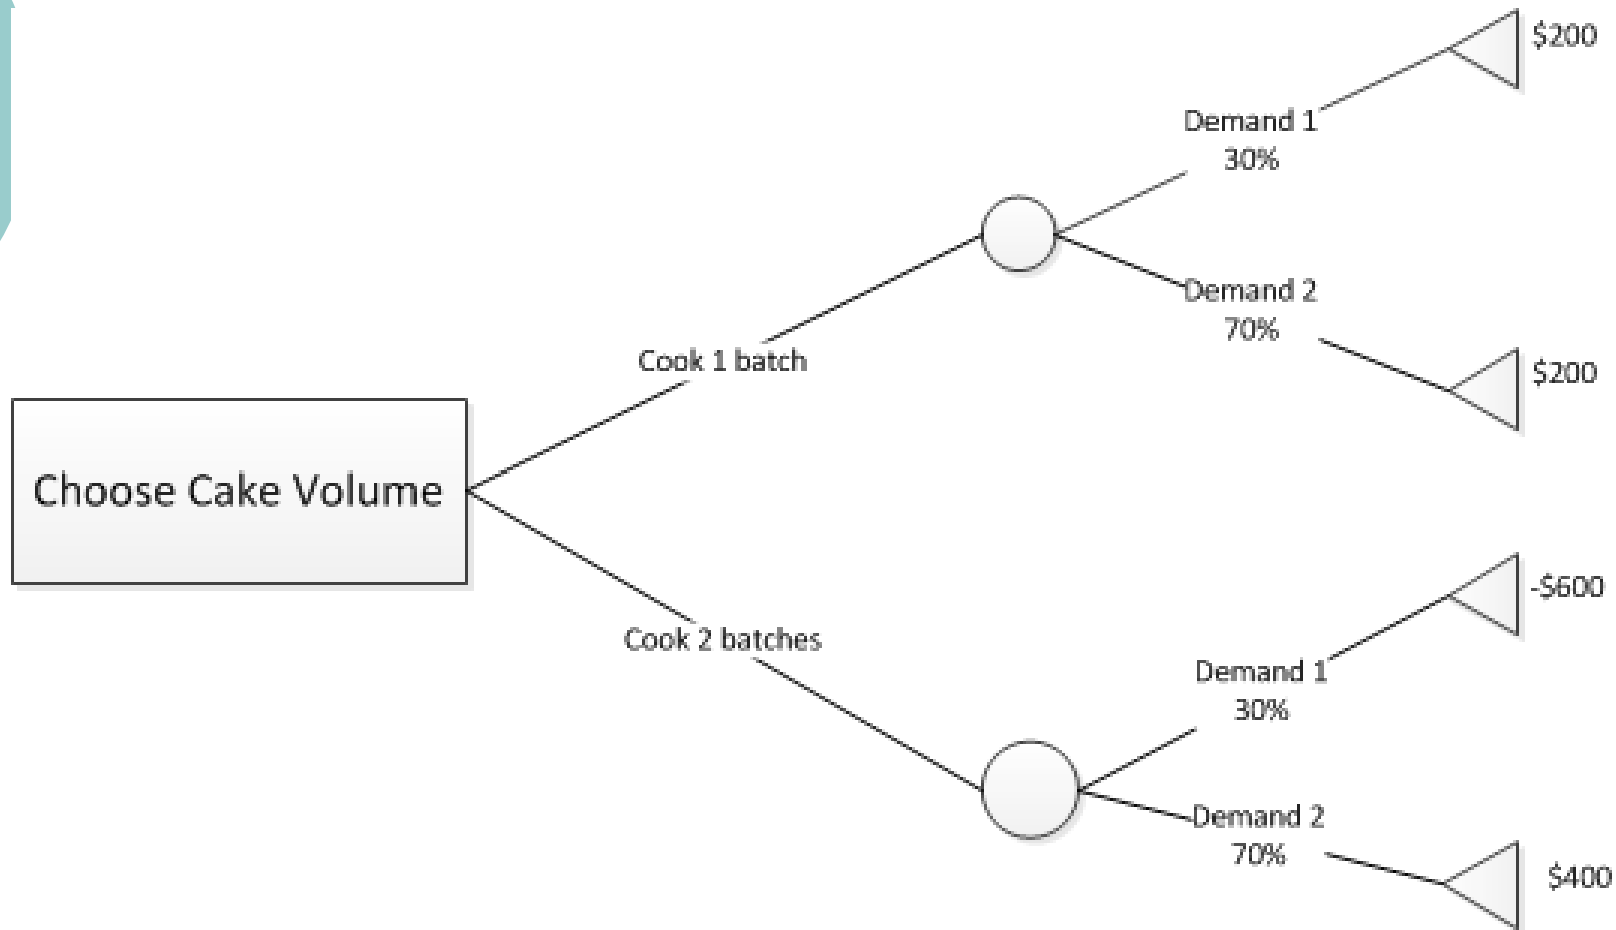 $200
Demand 1
30%
Demand 2
70%
Cook 1 batch
$200
Choose Cake Volume
-$600
Cook 2 batches
Demand 1
30%
Demand 2
70%
$400